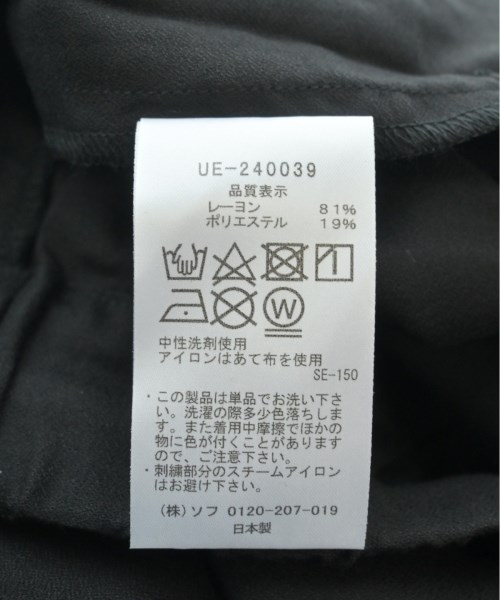 UE-240039
品質表示
レーヨン 81%
ポリエステル 19%
W
中性洗剤使用
アイロンはあて布を使用
SE-150
・この製品は単品でお洗い下さ
い。洗濯の際多少色落ちしま
す。また着用中摩擦でほかの
物に色が付くことがあります
ので、ご注意下さい。
・刺繍部分のスチームアイロン
はお避け下さい。
(株)ソフ 0120-207-019
日本製